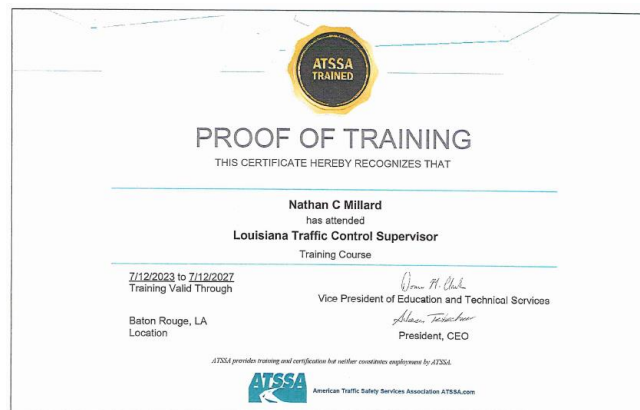 ATSSA
TRAINED
PROOF OF TRAINING
THIS CERTIFICATE HEREBY RECOGNIZES THAT
Nathan C Millard
has attended
Louisiana Traffic Control Supervisor
Training Course
7/12/2023 to 7/12/2027
Training Valid Through
Vice President of Education and Technical Services
Baton Rouge, LA
Location
President, CEO
ATSSA provides training and certification but neither constitutes employment by ATSSA.
ATSSA
American Traffic Safety Services Association ATSSA.com